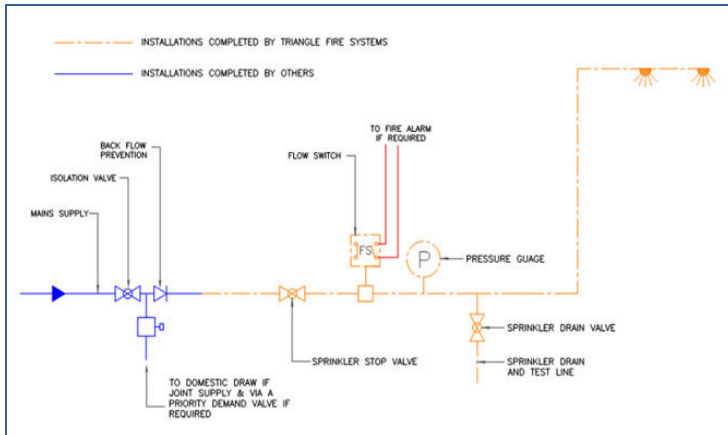 INSTALLATIONS COMPLETED BY TRIANGLE FIRE SYSTEMS
INSTALLATIONS COMPLETED BY OTHERS
TO FIRE ALARM
IF REQUIRED
BACK FLOW
PREVENTION
FLOW SWITCH
ISOLATION VALVE
MAINS SUPPLY
FS
P
PRESSURE GUAGE
SPRINKLER DRAIN VALVE
SPRINKLER STOP VALVE
SPRINKLER DRAIN
AND TEST LINE
TO DOMESTIC DRAW IF
JOINT SUPPLY & VIA A
PRIORITY DEMAND VALVE IF
REQUIRED